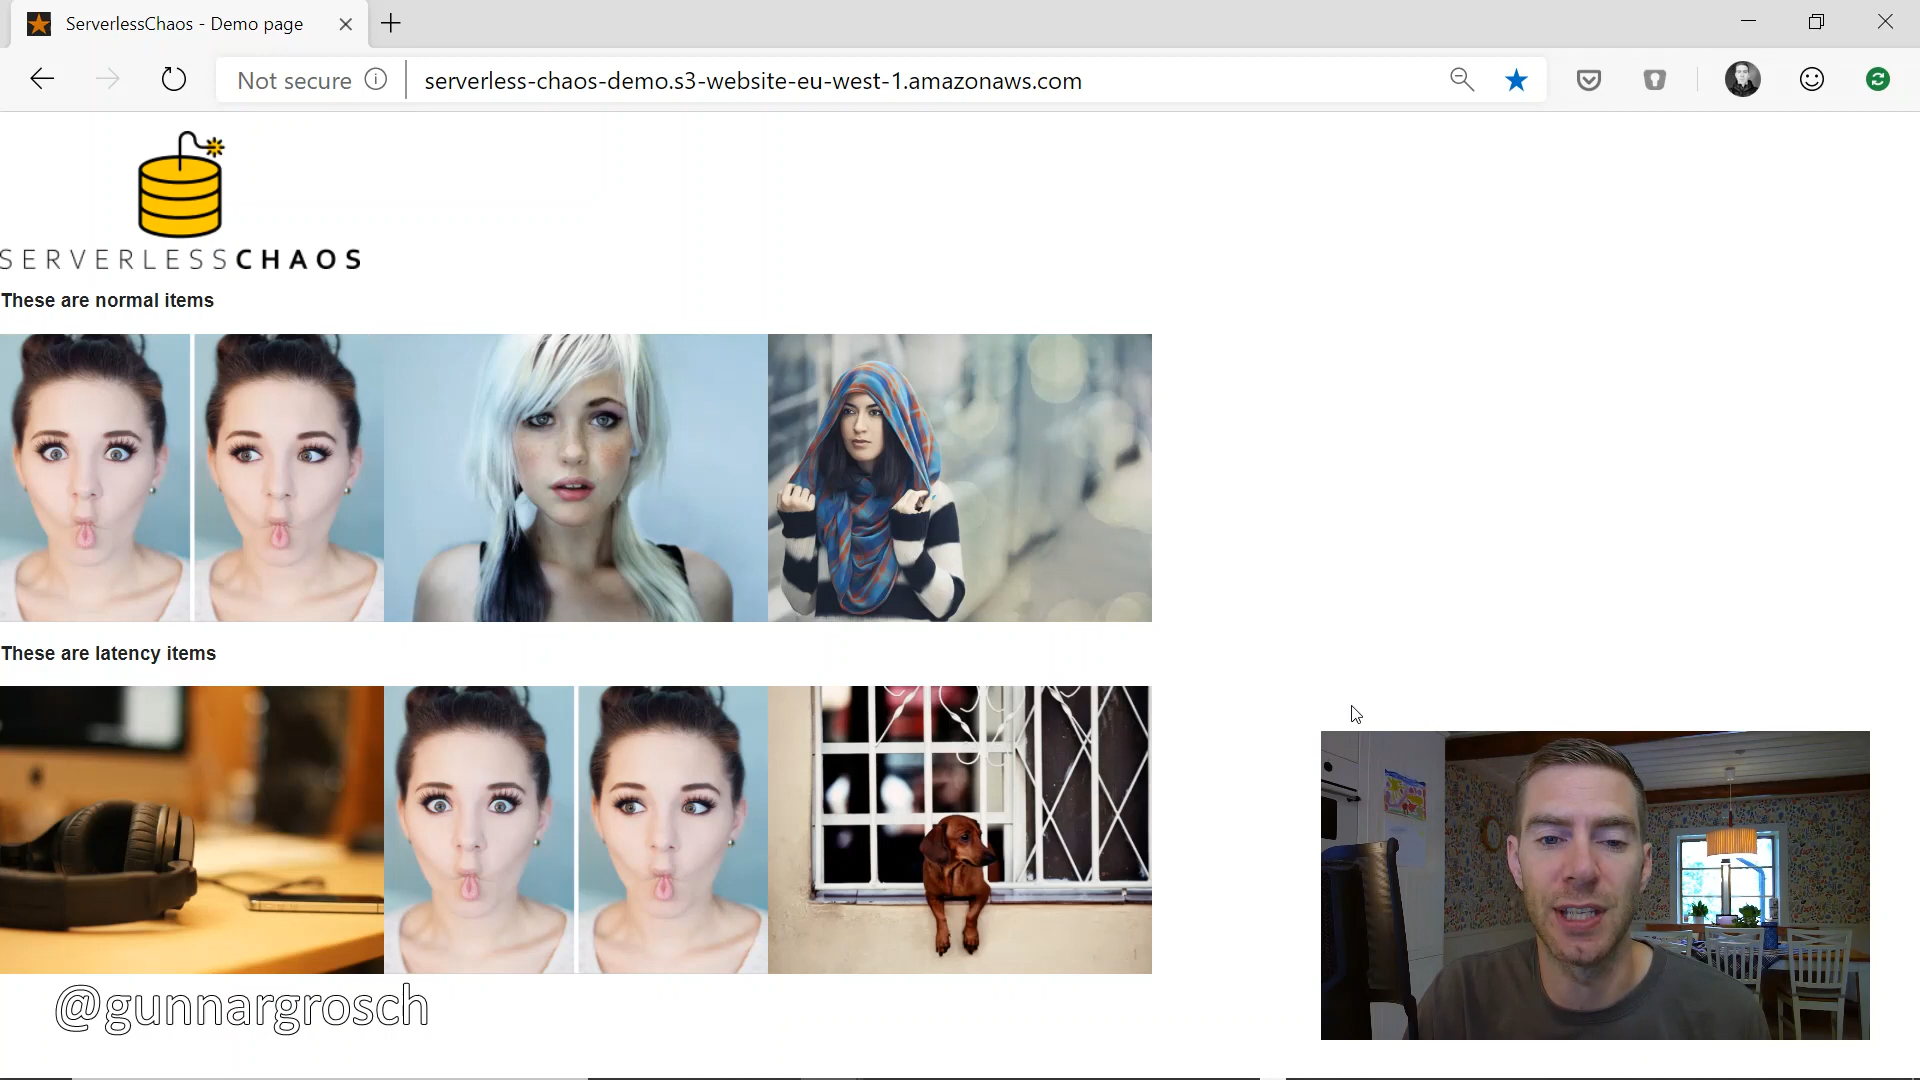 ServerlessChaos - Demo page
Not secure
serverless-chaos-demo.s3-website-eu-west-1.amazonaws.com
SERVERLESSCHAOS
These are normal items
These are latency items
@gunnargrosch